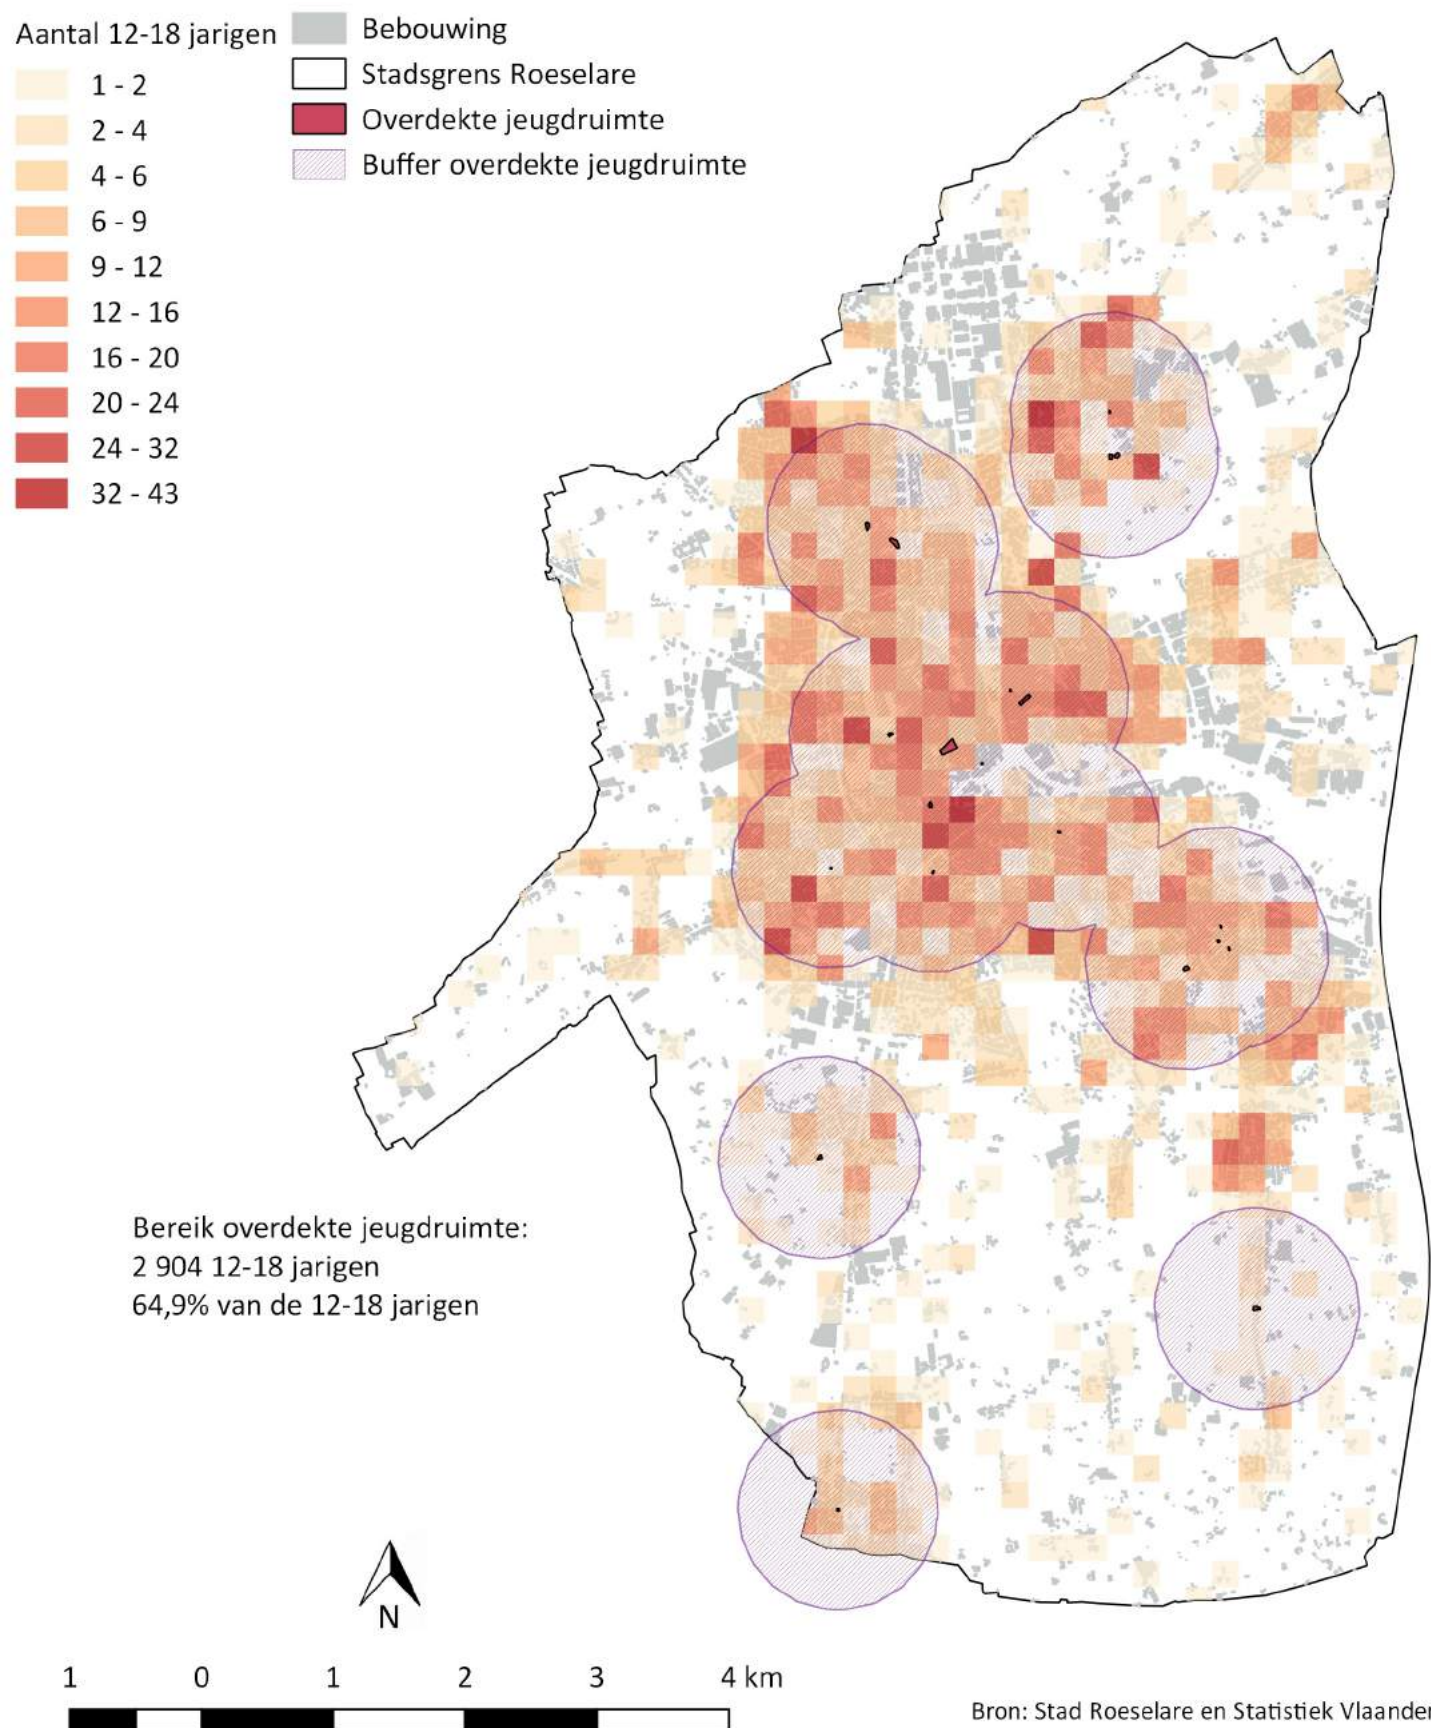 Aantal 12-18 jarigen
1 - 2
2 - 4
4 - 6
6 - 9
9 - 12
12 - 16
16 - 20
20 - 24
24 - 32
32 - 43
Bebouwing
Stadsgrens Roeselare
Overdekte jeugdruimte
Buffer overdekte jeugdruimte
Bereik overdekte jeugdruimte:
2 904 12-18 jarigen
64,9% van de 12-18 jarigen
N
1 0 1 2 3 4 km
Bron: Stad Roeselare en Statistiek Vlaander